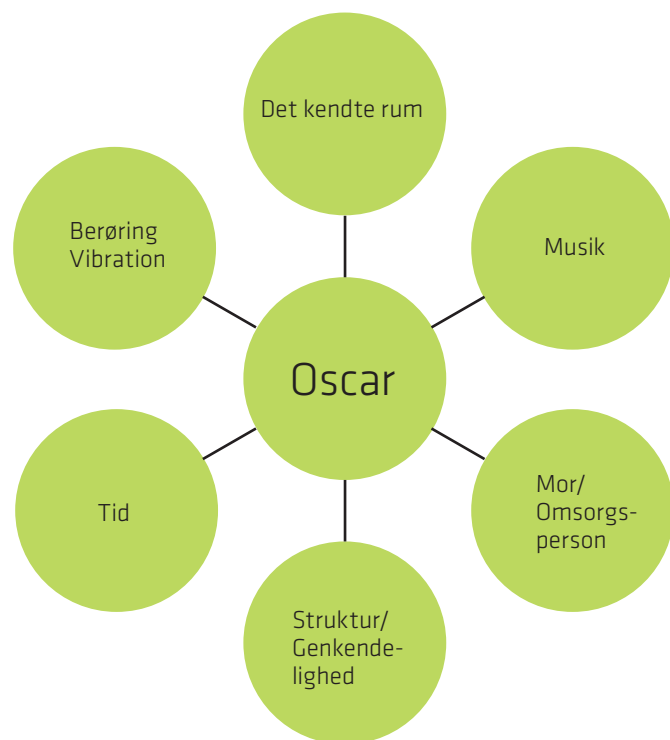 Det kendte rum
Berøring
Vibration
Musik
Oscar
Tid
Mor/
Omsorgs-
person
Struktur/
Genkende-
lighed